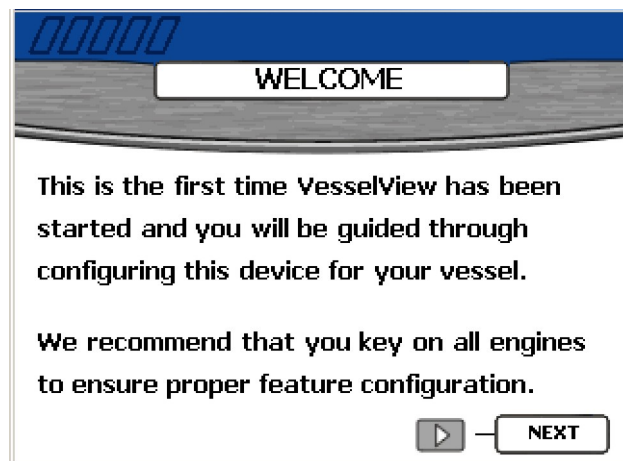 WELCOME
This is the first time VesselView has been
started and you will be guided through
configuring this device for your vessel.
We recommend that you key on all engines
to ensure proper feature configuration.
NEXT